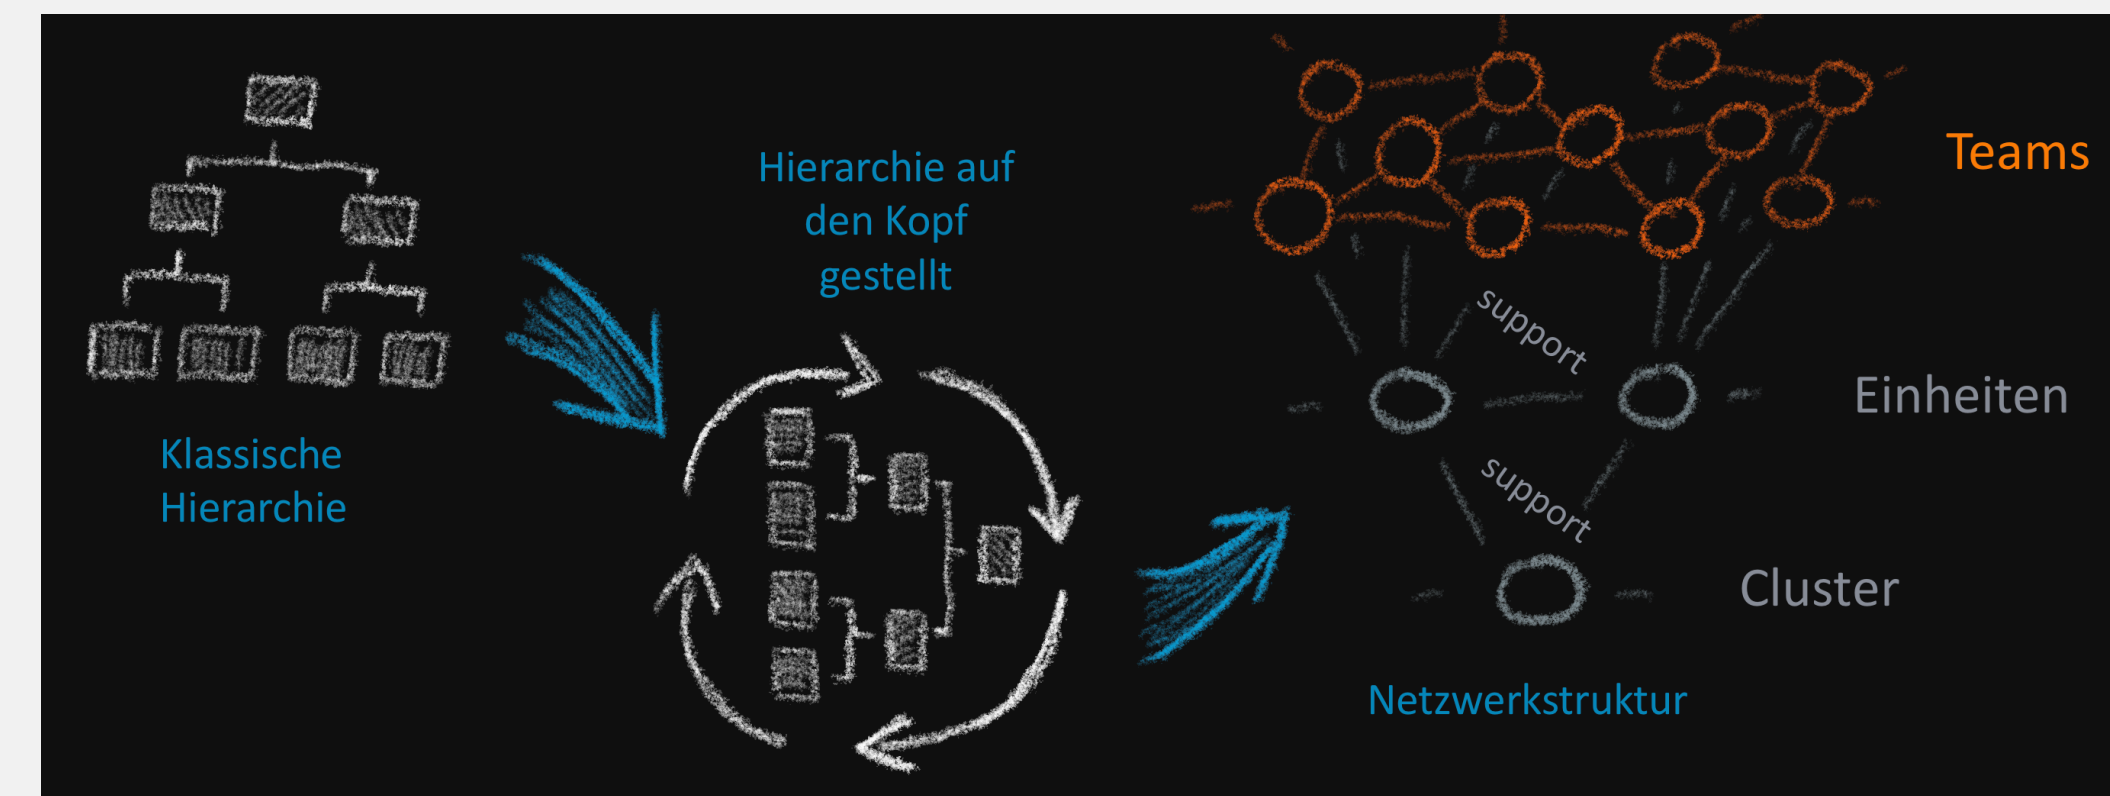 Klassische
Hierarchie
Hierarchie auf
den Kopf
gestellt
Teams
support
Einheiten
support
Cluster
Netzwerkstruktur